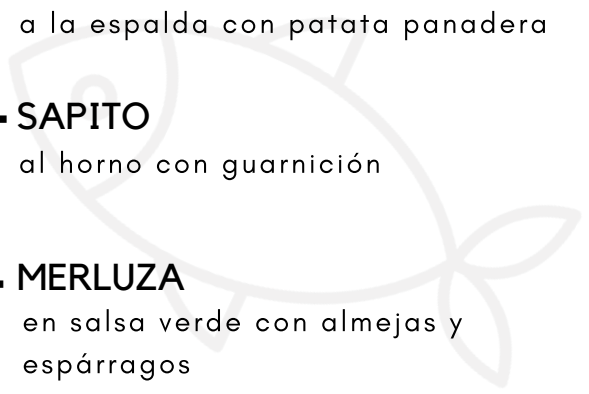 a la espalda con patata panadera
SAPITO
al horno con guarnición
MERLUZA
en salsa verde con almejas y
espárragos